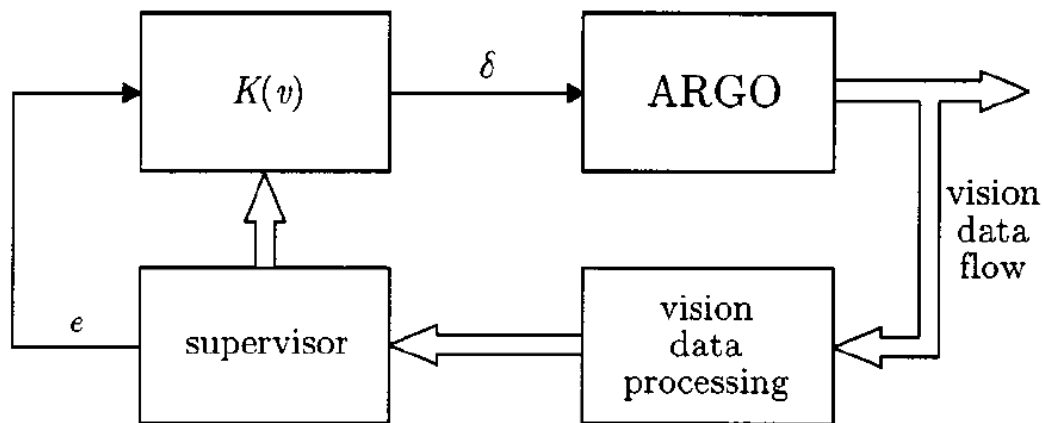 K(v)
δ
ARGO
vision
data
flow
e
supervisor
vision
data
processing